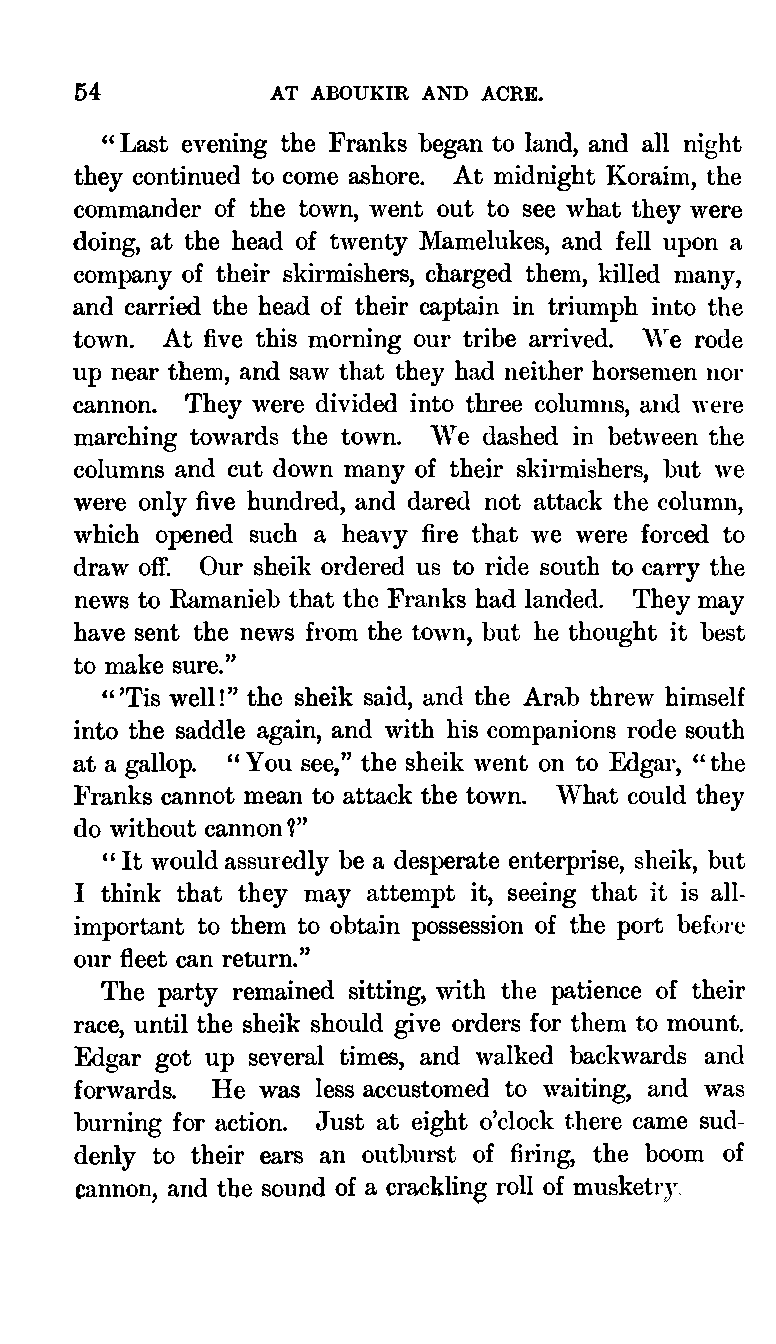 54 AT ABOUKIR AND ACRE.
“Last evening the Franks began to land, and all night
they continued to come ashore. At midnight Koraim, the
commander of the town, went out to see what they were
doing, at the head of twenty Mamelukes, and fell upon a
company of their skirmishers, charged them, killed many,
and carried the head of their captain in triumph into the
town. At five this morning our tribe arrived. We rode
up near them, and saw that they had neither horsemen nor
cannon. They were divided into three columns, and were
marching towards the town. We dashed in between the
columns and cut down many of their skirmishers, but we
were only five hundred, and dared not attack the column,
which opened such a heavy fire that we were forced to
draw off. Our sheik ordered us to ride south to carry the
news to Ramanieb that the Franks had landed. They may
have sent the news from the town, but he thought it best
to make sure.”
“’Tis well!” the sheik said, and the Arab threw himself
into the saddle again, and with his companions rode south
at a gallop. “You see,” the sheik went on to Edgar, “the
Franks cannot mean to attack the town. What could they
do without cannon?”
“It would assuredly be a desperate enterprise, sheik, but
I think that they may attempt it, seeing that it is all-
important to them to obtain possession of the port before
our fleet can return.”
The party remained sitting, with the patience of their
race, until the sheik should give orders for them to mount.
Edgar got up several times, and walked backwards and
forwards. He was less accustomed to waiting, and was
burning for action. Just at eight o’clock there came sud-
denly to their ears an outburst of firing, the boom of
cannon, and the sound of a crackling roll of musketry.